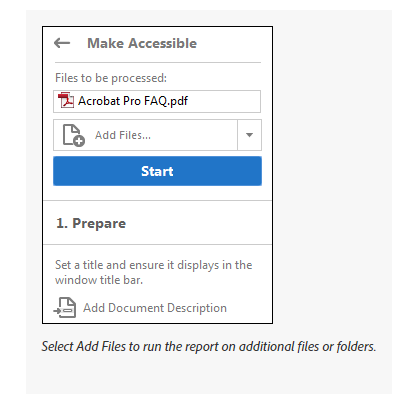 Make Accessible
Files to be processed:
Acrobat Pro FAQ.pdf
Add Files...
Start
1. Prepare
Set a title and ensure it displays in the
window title bar.
Add Document Description
Select Add Files to run the report on additional files or folders.